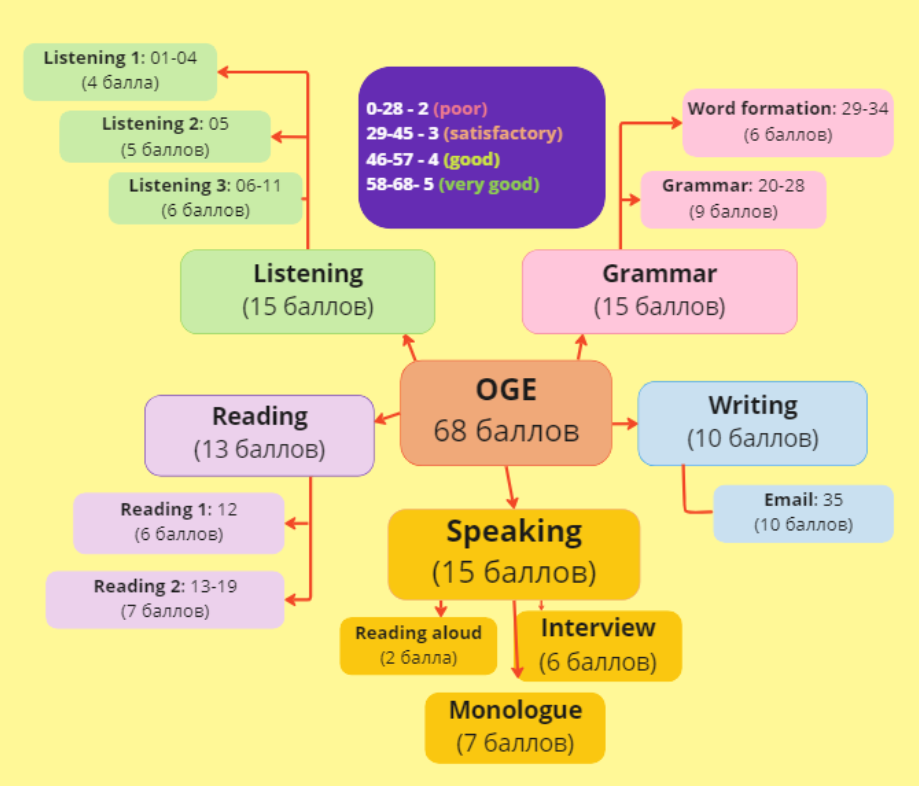 Listening 1: 01-04
(4 балла)
Listening 2: 05
(5 баллов)
Listening 3: 06-11
(6 баллов)
0-28 - 2 (poor)
29-45 - 3 (satisfactory)
46-57 - 4 (good)
58-68- 5 (very good)
Word formation: 29-34
(6 баллов)
Grammar: 20-28
(9 баллов)
Listening
(15 баллов)
Grammar
(15 баллов)
OGE
68 баллов
Reading
(13 баллов)
Writing
(10 баллов)
Reading 1: 12
(6 баллов)
Reading 2: 13-19
(7 баллов)
Email: 35
(10 баллов)
Speaking
(15 баллов)
Reading aloud
(2 балла)
Interview
(6 баллов)
Monologue
(7 баллов)